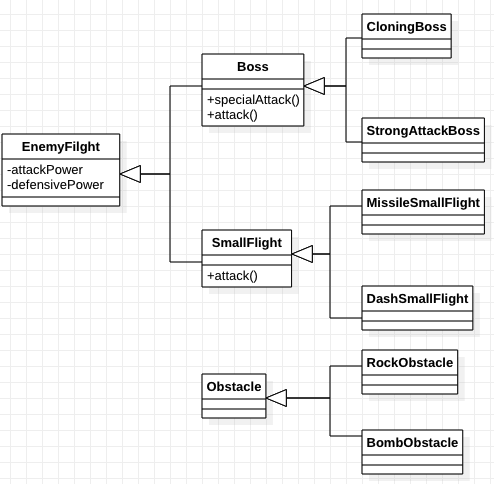 CloningBoss
Boss
+specialAttack()
+attack()
StrongAttackBoss
EnemyFilght
-attackPower
-defensivePower
MissileSmallFlight
SmallFlight
+attack()
DashSmallFlight
RockObstacle
Obstacle
BombObstacle